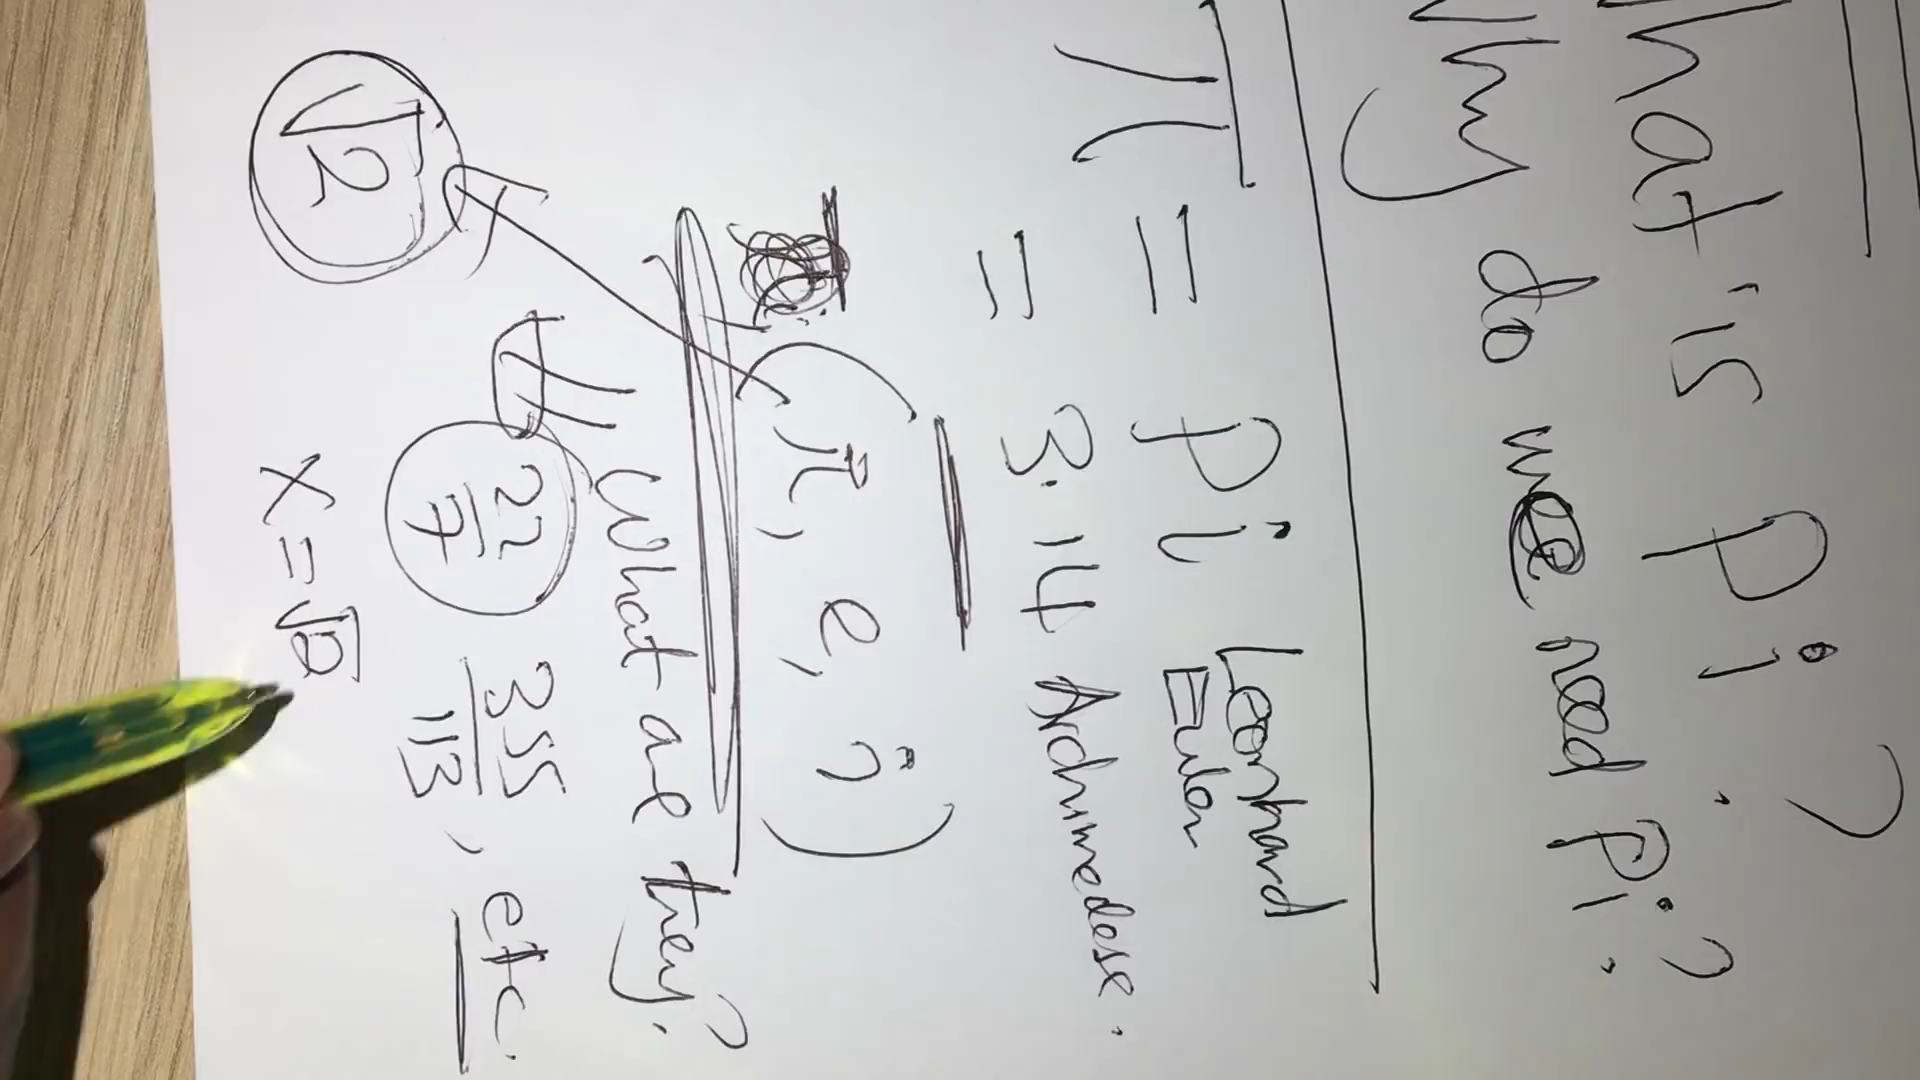 What is Pi?
Why do we need Pi?
π = Pi Leonhard Euler
= 3.14 Archimedese.
(π, e, i)
What are they?
√2 22/7 355/113, etc.
x = √